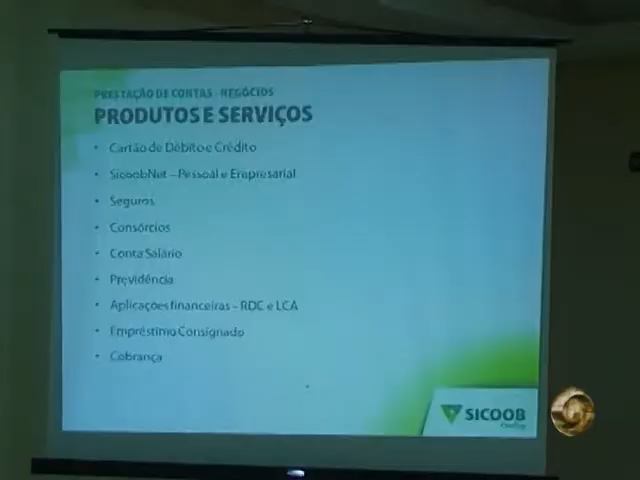 PRESTAÇÃO DE CONTAS - NEGÓCIOS
PRODUTOS E SERVIÇOS
• Cartão de Débito e Crédito
• SicoobNet – Pessoal e Empresarial
• Seguros
• Consórcios
• Conta Salário
• Previdência
• Aplicações financeiras – RDC e LCA
• Empréstimo Consignado
• Cobrança
SICOOB